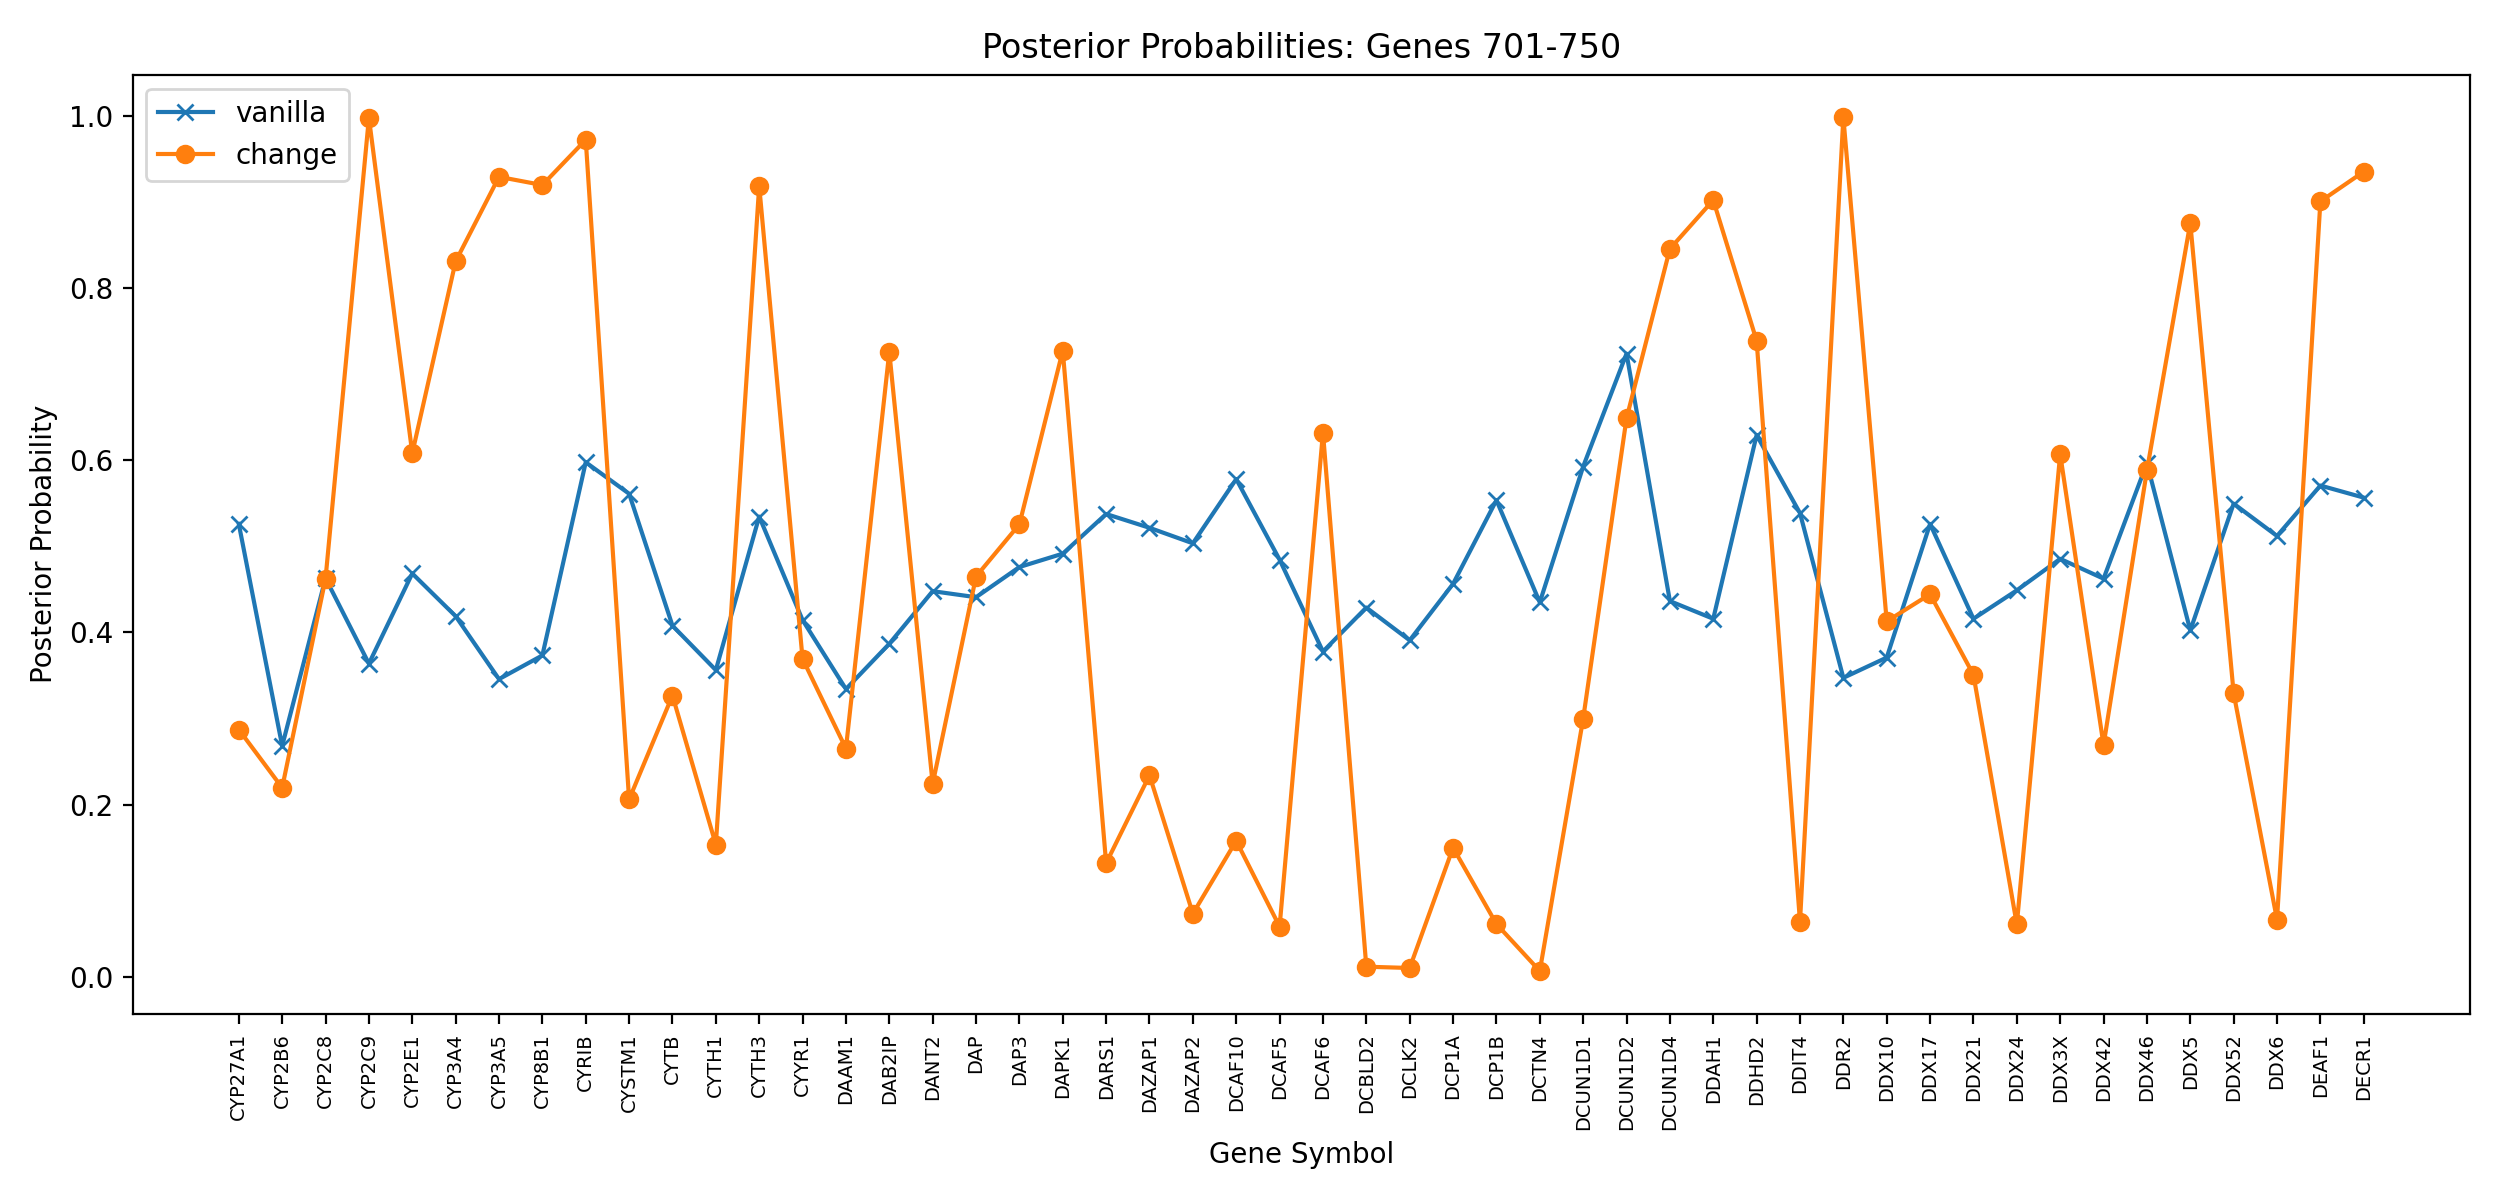 Posterior Probabilities: Genes 701-750
vanilla
change
Posterior Probability
1.0
0.8
0.6
0.4
0.2
0.0
CYP27A1
CYP2B6
CYP2C8
CYP2C9
CYP2E1
CYP3A4
CYP3A5
CYP8B1
CYRIB
CYSTM1
CYTB
CYTH1
CYTH3
CYYR1
DAAM1
DAB2IP
DANT2
DAP
DAP3
DAPK1
DARS1
DAZAP1
DAZAP2
DCAF10
DCAF5
DCAF6
DCBLD2
DCLK2
DCP1A
DCP1B
DCTN4
DCUN1D1
DCUN1D2
DCUN1D4
DDAH1
DDHD2
DDIT4
DDR2
DDX10
DDX17
DDX21
DDX24
DDX3X
DDX42
DDX46
DDX5
DDX52
DDX6
DEAF1
DECR1
Gene Symbol